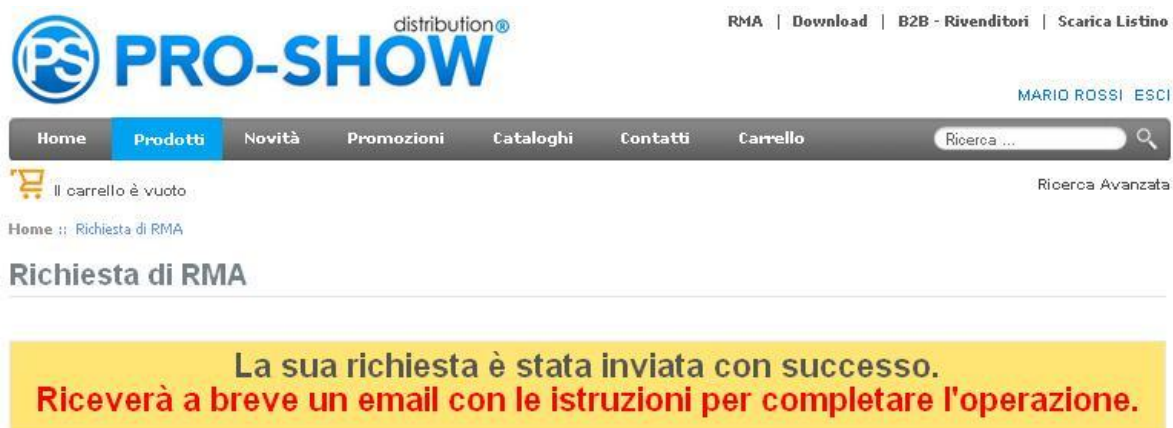 distribution®
PS PRO-SHOW
RMA | Download | B2B - Rivenditori | Scarica Listino
MARIO ROSSI ESCI
Home Prodotti Novità Promozioni Cataloghi Contatti Carrello Ricerca ...
Il carrello è vuoto
Ricerca Avanzata
Home :: Richiesta di RMA
Richiesta di RMA
La sua richiesta è stata inviata con successo.
Riceverà a breve un email con le istruzioni per completare l'operazione.